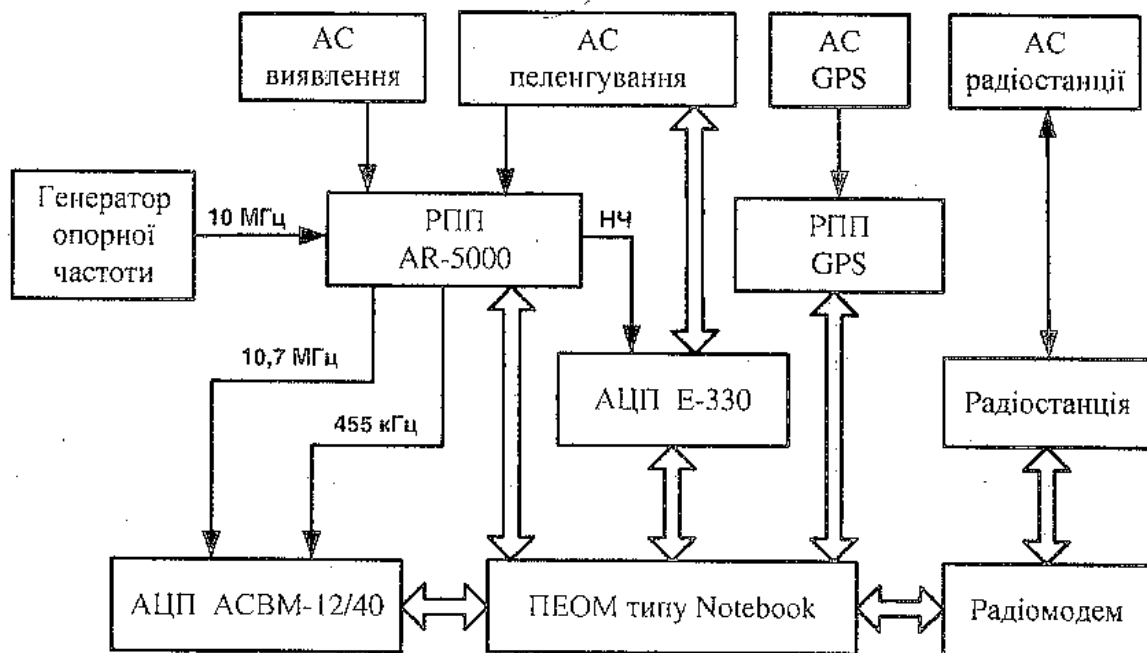 АС
виявлення
АС
пеленгування
АС
GPS
АС
радіостанції
Генератор
опорної
частоти
10 МГц
РПП
AR-5000
НЧ
РПП
GPS
10,7 МГц
455 кГц
АЦП Е-330
Радіостанція
АЦП АСВМ-12/40
ПЕОМ типу Notebook
Радіомодем